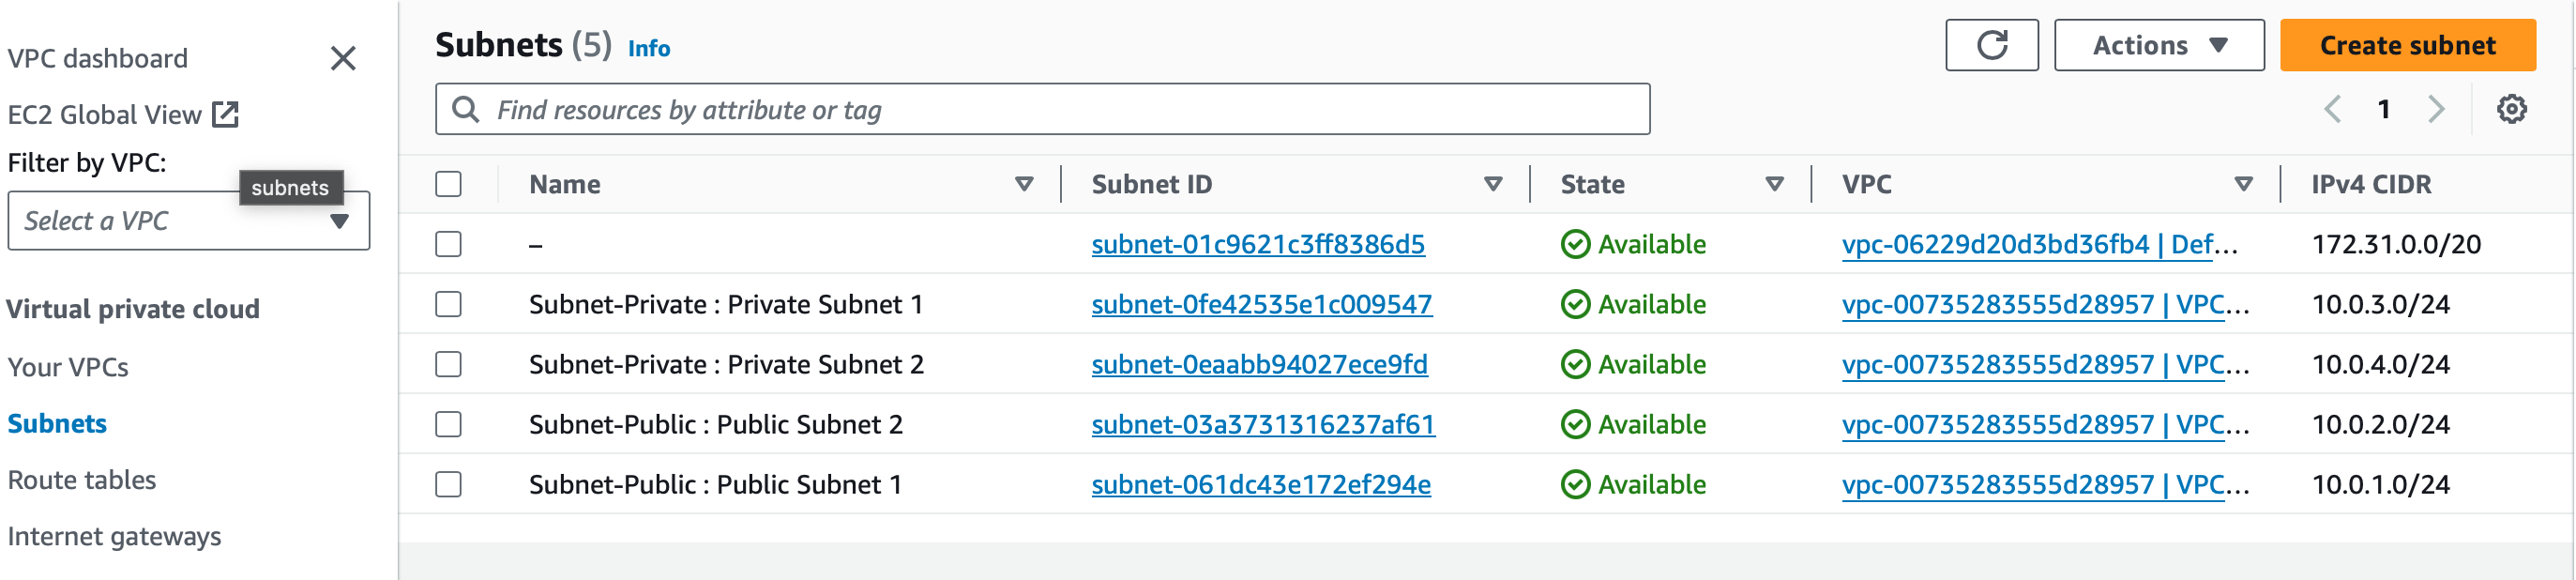 VPC dashboard
EC2 Global View
Filter by VPC:
subnets
Select a VPC
Virtual private cloud
Your VPCs
Subnets
Route tables
Internet gateways
Subnets (5) Info
Actions
Create subnet
Find resources by attribute or tag
1
Name Subnet ID State VPC IPv4 CIDR
– subnet-01c9621c3ff8386d5 Available vpc-06229d20d3bd36fb4 | Def... 172.31.0.0/20
Subnet-Private : Private Subnet 1 subnet-0fe42535e1c009547 Available vpc-00735283555d28957 | VPC... 10.0.3.0/24
Subnet-Private : Private Subnet 2 subnet-0eaabb94027ece9fd Available vpc-00735283555d28957 | VPC... 10.0.4.0/24
Subnet-Public : Public Subnet 2 subnet-03a3731316237af61 Available vpc-00735283555d28957 | VPC... 10.0.2.0/24
Subnet-Public : Public Subnet 1 subnet-061dc43e172ef294e Available vpc-00735283555d28957 | VPC... 10.0.1.0/24